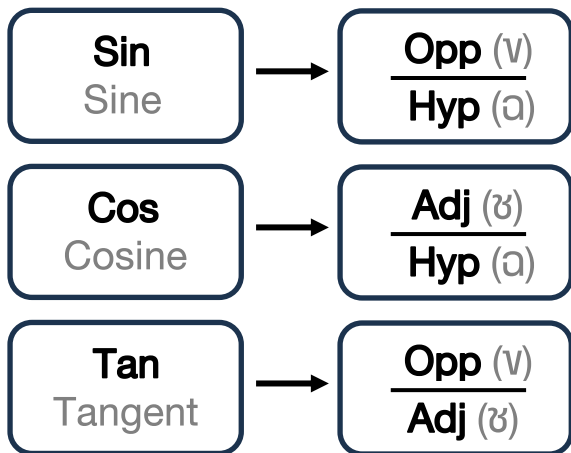 Sin
Sine
Opp (ข)
Hyp (ฉ)
Cos
Cosine
Adj (ช)
Hyp (ฉ)
Tan
Tangent
Opp (ข)
Adj (ช)